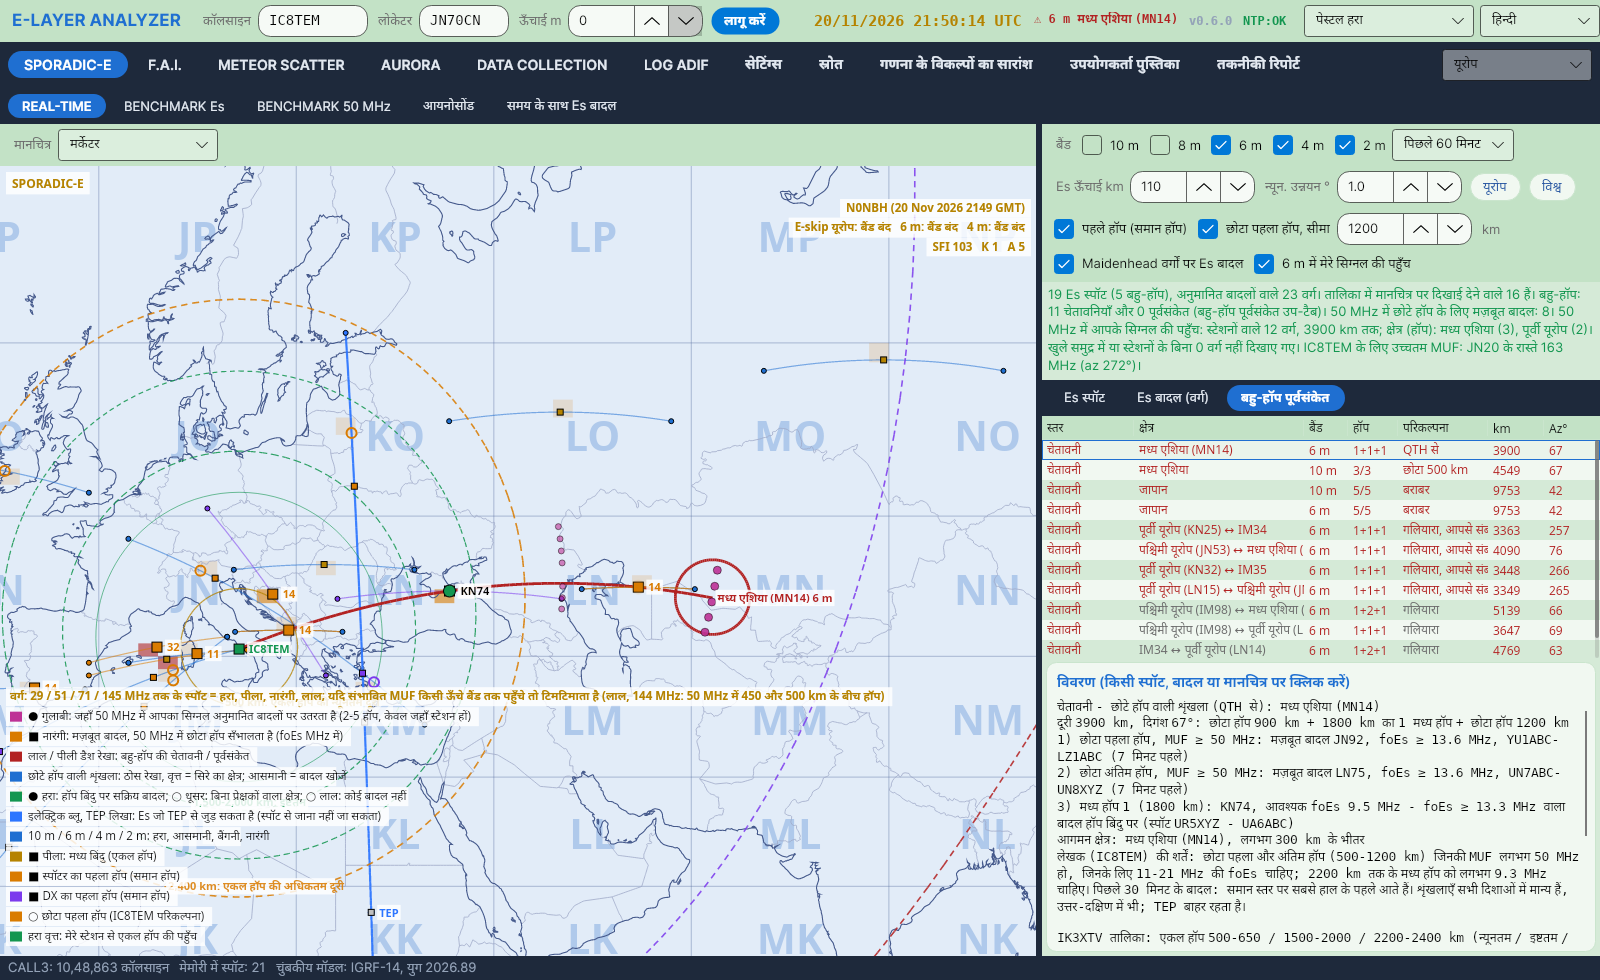 E-LAYER ANALYZER कॉलसाइन IC8TEM लोकेटर JN70CN ऊँचाई m 0 लागू करें 20/11/2026 21:50:14 UTC ⚠ 6 m मध्य एशिया (MN14) v0.6.0 NTP:OK पेस्टल हरा हिन्दी
SPORADIC-E F.A.I. METEOR SCATTER AURORA DATA COLLECTION LOG ADIF सेटिंग्स स्रोत गणना के विकल्पों का सारांश उपयोगकर्ता पुस्तिका तकनीकी रिपोर्ट यूरोप
REAL-TIME BENCHMARK Es BENCHMARK 50 MHz आयनोसोंड समय के साथ Es बादल
मानचित्र मर्केटर
SPORADIC-E
N0NBH (20 Nov 2026 2149 GMT)
E-skip यूरोप: बैंड बंद 6 m: बैंड बंद 4 m: बैंड बंद
SFI 103 K 1 A 5
JP KP LP
KO LO MO NO
JN LN MN NN
14 KN74 14
मध्य एशिया (MN14) 6 m
14
32 11 IC8TEM
वर्ग: 29 / 51 / 71 / 145 MHz तक के स्पॉट = हरा, पीला, नारंगी, लाल; यदि संभावित MUF किसी ऊँचे बैंड तक पहुँचे तो टिमटिमाता है (लाल, 144 MHz: 50 MHz में 450 और 500 km के बीच हॉप)
● गुलाबी: जहाँ 50 MHz में आपका सिग्नल अनुमानित बादलों पर उतरता है (2-5 हॉप, केवल जहाँ स्टेशन हों)
■ नारंगी: मज़बूत बादल, 50 MHz में छोटा हॉप सँभालता है (foEs MHz में)
लाल / पीली डैश रेखा: बहु-हॉप की चेतावनी / पूर्वसंकेत
छोटे हॉप वाली शृंखला: ठोस रेखा, वृत्त = सिरे का क्षेत्र; आसमानी = बादल खोजें
● हरा: हॉप बिंदु पर सक्रिय बादल; ○ धूसर: बिना प्रेक्षकों वाला क्षेत्र; ○ लाल: कोई बादल नहीं
इलेक्ट्रिक ब्लू, TEP लिखा: Es जो TEP से जुड़ सकता है (स्पॉट से जाना नहीं जा सकता)
10 m / 6 m / 4 m / 2 m: हरा, आसमानी, बैंगनी, नारंगी
■ पीला: मध्य बिंदु (एकल हॉप)
■ स्पॉटर का पहला हॉप (समान हॉप)
■ DX का पहला हॉप (समान हॉप)
○ छोटा पहला हॉप (IC8TEM परिकल्पना)
हरा वृत्त: मेरे स्टेशन से एकल हॉप की पहुँच
400 km: एकल हॉप की अधिकतम दूरी
LM MM NM
KL LL ML NL
TEP
KK LK MK NK
बैंड 10 m 8 m 6 m 4 m 2 m पिछले 60 मिनट
Es ऊँचाई km 110 न्यून. उन्नयन ° 1.0 यूरोप विश्व
पहले हॉप (समान हॉप) छोटा पहला हॉप, सीमा 1200 km
Maidenhead वर्गों पर Es बादल 6 m में मेरे सिग्नल की पहुँच
19 Es स्पॉट (5 बहु-हॉप), अनुमानित बादलों वाले 23 वर्ग। तालिका में मानचित्र पर दिखाई देने वाले 16 हैं। बहु-हॉप:
11 चेतावनियाँ और 0 पूर्वसंकेत (बहु-हॉप पूर्वसंकेत उप-टैब)। 50 MHz में छोटे हॉप के लिए मज़बूत बादल: 8। 50
MHz में आपके सिग्नल की पहुँच: स्टेशनों वाले 12 वर्ग, 3900 km तक; क्षेत्र (हॉप): मध्य एशिया (3), पूर्वी यूरोप (2)।
खुले समुद्र में या स्टेशनों के बिना 0 वर्ग नहीं दिखाए गए। IC8TEM के लिए उच्चतम MUF: JN20 के रास्ते 163
MHz (az 272°)।
Es स्पॉट Es बादल (वर्ग) बहु-हॉप पूर्वसंकेत
स्तर क्षेत्र बैंड हॉप परिकल्पना km Az°
चेतावनी मध्य एशिया (MN14) 6 m 1+1+1 QTH से 3900 67
चेतावनी मध्य एशिया 10 m 3/3 छोटा 500 km 4549 67
चेतावनी जापान 10 m 5/5 बराबर 9753 42
चेतावनी जापान 6 m 5/5 बराबर 9753 42
चेतावनी पूर्वी यूरोप (KN25) ↔ IM34 6 m 1+1+1 गलियारा, आपसे संब 3363 257
चेतावनी पश्चिमी यूरोप (JN53) ↔ मध्य एशिया ( 6 m 1+1+1 गलियारा, आपसे संब 4090 76
चेतावनी पूर्वी यूरोप (KN32) ↔ IM35 6 m 1+1+1 गलियारा, आपसे संब 3448 266
चेतावनी पूर्वी यूरोप (LN15) ↔ पश्चिमी यूरोप (JI 6 m 1+1+1 गलियारा, आपसे संब 3349 265
चेतावनी पश्चिमी यूरोप (IM98) ↔ मध्य एशिया ( 6 m 1+2+1 गलियारा 5139 66
चेतावनी पश्चिमी यूरोप (IM98) ↔ पूर्वी यूरोप (L 6 m 1+1+1 गलियारा 3647 69
चेतावनी IM34 ↔ पूर्वी यूरोप (LN14) 6 m 1+2+1 गलियारा 4769 63
विवरण (किसी स्पॉट, बादल या मानचित्र पर क्लिक करें)
चेतावनी - छोटे हॉप वाली शृंखला (QTH से): मध्य एशिया (MN14)
दूरी 3900 km, दिगंश 67°: छोटा हॉप 900 km + 1800 km का 1 मध्य हॉप + छोटा हॉप 1200 km
1) छोटा पहला हॉप, MUF ≥ 50 MHz: मज़बूत बादल JN92, foEs ≥ 13.6 MHz, YU1ABC-
LZ1ABC (7 मिनट पहले)
2) छोटा अंतिम हॉप, MUF ≥ 50 MHz: मज़बूत बादल LN75, foEs ≥ 13.6 MHz, UN7ABC-
UN8XYZ (7 मिनट पहले)
3) मध्य हॉप 1 (1800 km): KN74, आवश्यक foEs 9.5 MHz - foEs ≥ 13.3 MHz वाला
बादल हॉप बिंदु पर (स्पॉट UR5XYZ - UA6ABC)
आगमन क्षेत्र: मध्य एशिया (MN14), लगभग 300 km के भीतर
लेखक (IC8TEM) की शर्तें: छोटा पहला और अंतिम हॉप (500-1200 km) जिनकी MUF लगभग 50 MHz
हो, जिनके लिए 11-21 MHz की foEs चाहिए; 2200 km तक के मध्य हॉप को लगभग 9.3 MHz
चाहिए। पिछले 30 मिनट के बादल: समान स्तर पर सबसे हाल के पहले आते हैं। शृंखलाएँ सभी दिशाओं में मान्य हैं,
उत्तर-दक्षिण में भी; TEP बाहर रहता है।
IK3XTV तालिका: एकल हॉप 500-650 / 1500-2000 / 2200-2400 km (न्यूनतम / इष्टतम /
CALL3: 10,48,863 कॉलसाइन मेमोरी में स्पॉट: 21 चुंबकीय मॉडल: IGRF-14, युग 2026.89